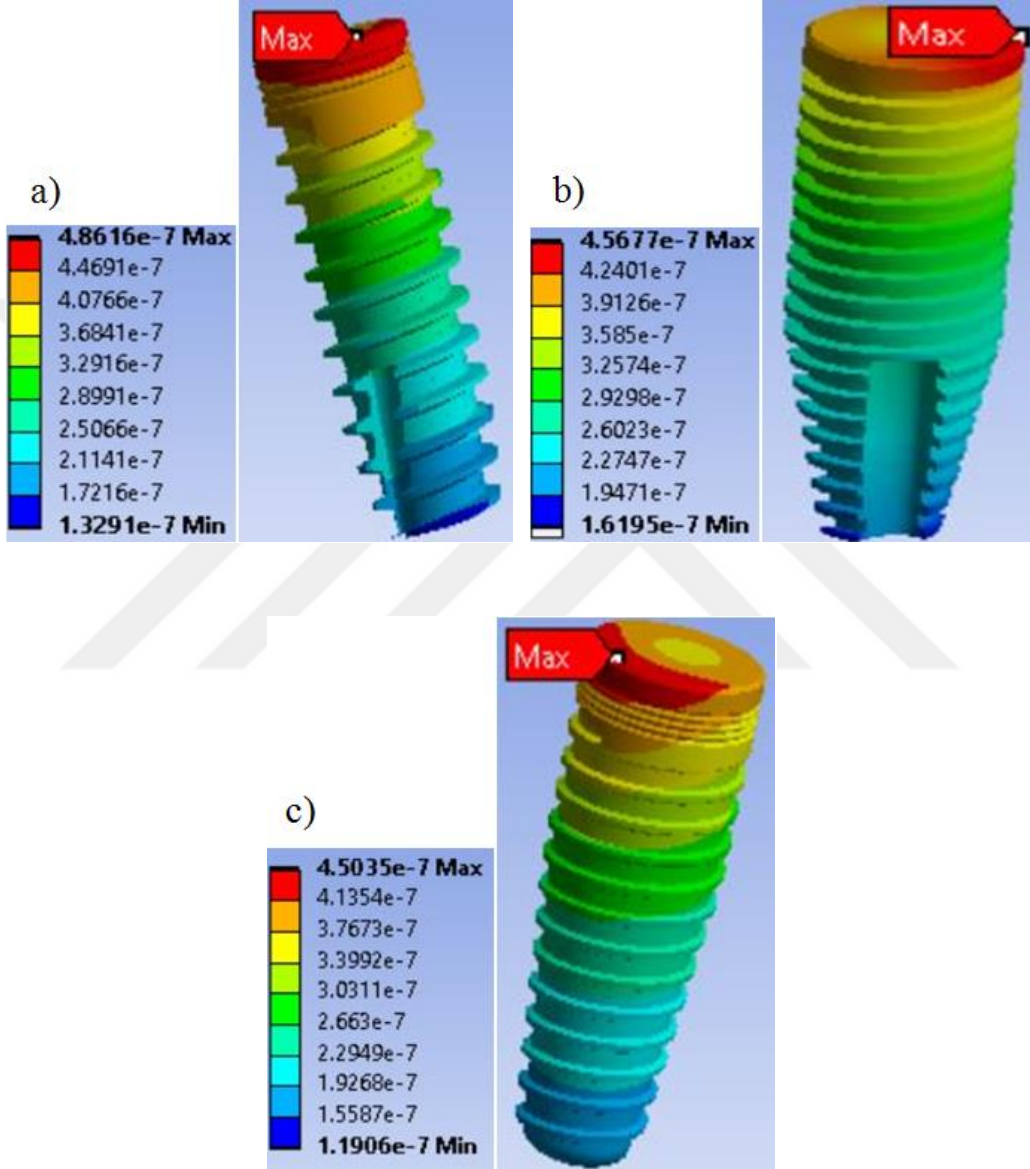 Max
a)
4.8616e-7 Max
4.4691e-7
4.0766e-7
3.6841e-7
3.2916e-7
2.8991e-7
2.5066e-7
2.1141e-7
1.7216e-7
1.3291e-7 Min
Max
b)
4.5677e-7 Max
4.2401e-7
3.9126e-7
3.585e-7
3.2574e-7
2.9298e-7
2.6023e-7
2.2747e-7
1.9471e-7
1.6195e-7 Min
Max
c)
4.5035e-7 Max
4.1354e-7
3.7673e-7
3.3992e-7
3.0311e-7
2.663e-7
2.2949e-7
1.9268e-7
1.5587e-7
1.1906e-7 Min